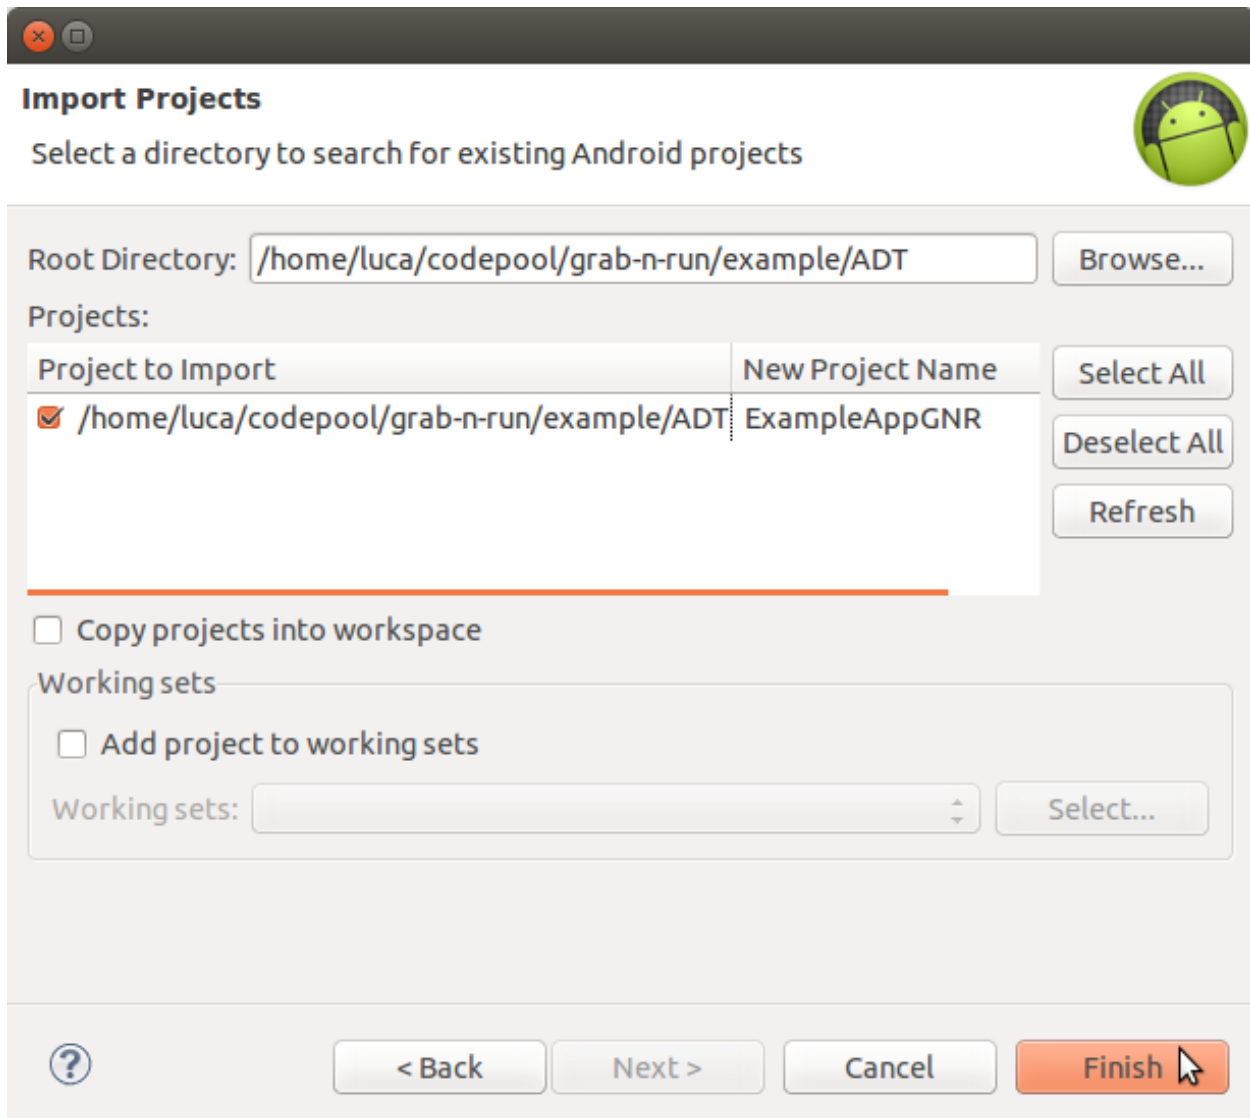 Import Projects
Select a directory to search for existing Android projects
Root Directory: /home/luca/codepool/grab-n-run/example/ADT Browse...
Projects:
Project to Import New Project Name Select All
/home/luca/codepool/grab-n-run/example/ADT ExampleAppGNR
Deselect All
Refresh
Copy projects into workspace
Working sets
Add project to working sets
Working sets: Select...
? < Back Next > Cancel Finish